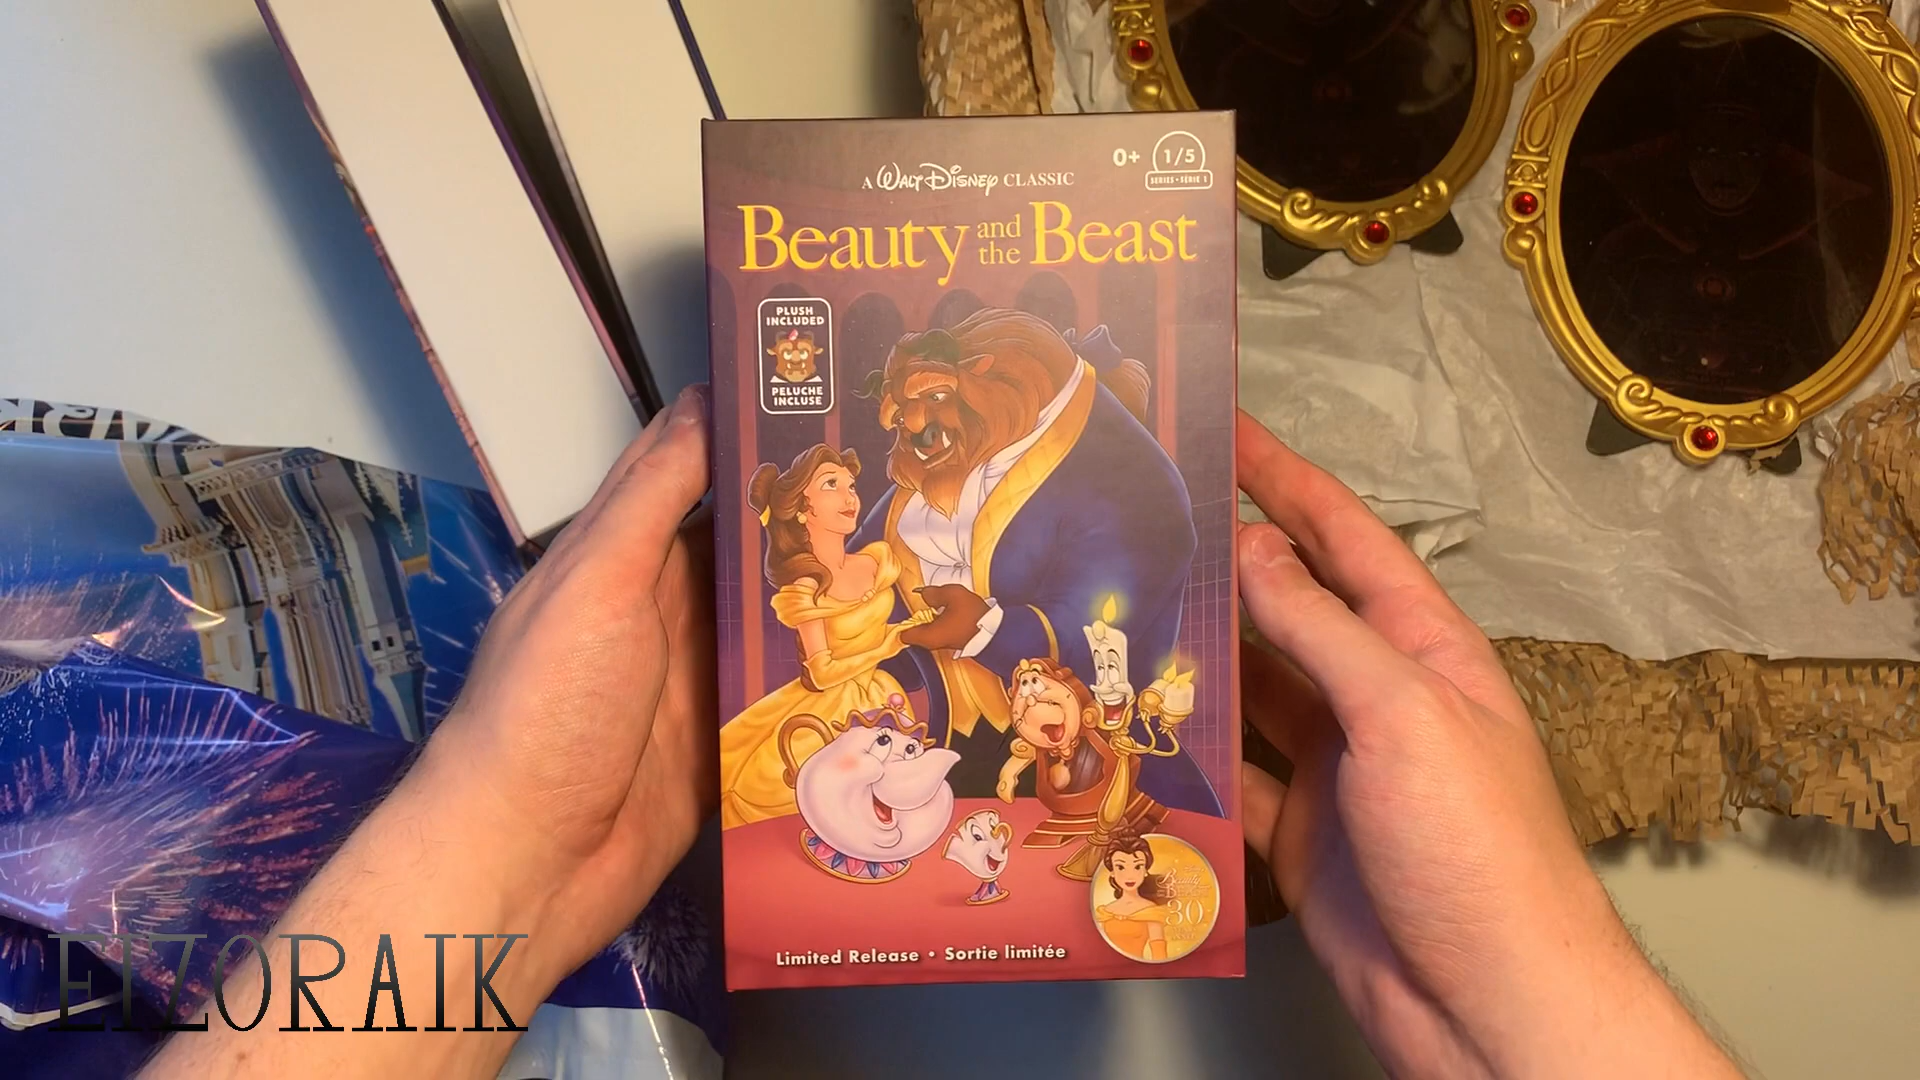 A WALT DISNEY CLASSIC
0+
1/5
SERIES • SÉRIE 1
Beauty and the Beast
PLUSH
INCLUDED
PELUCHE
INCLUSE
Beauty
30
Limited Release • Sortie limitée
EIZORAIK